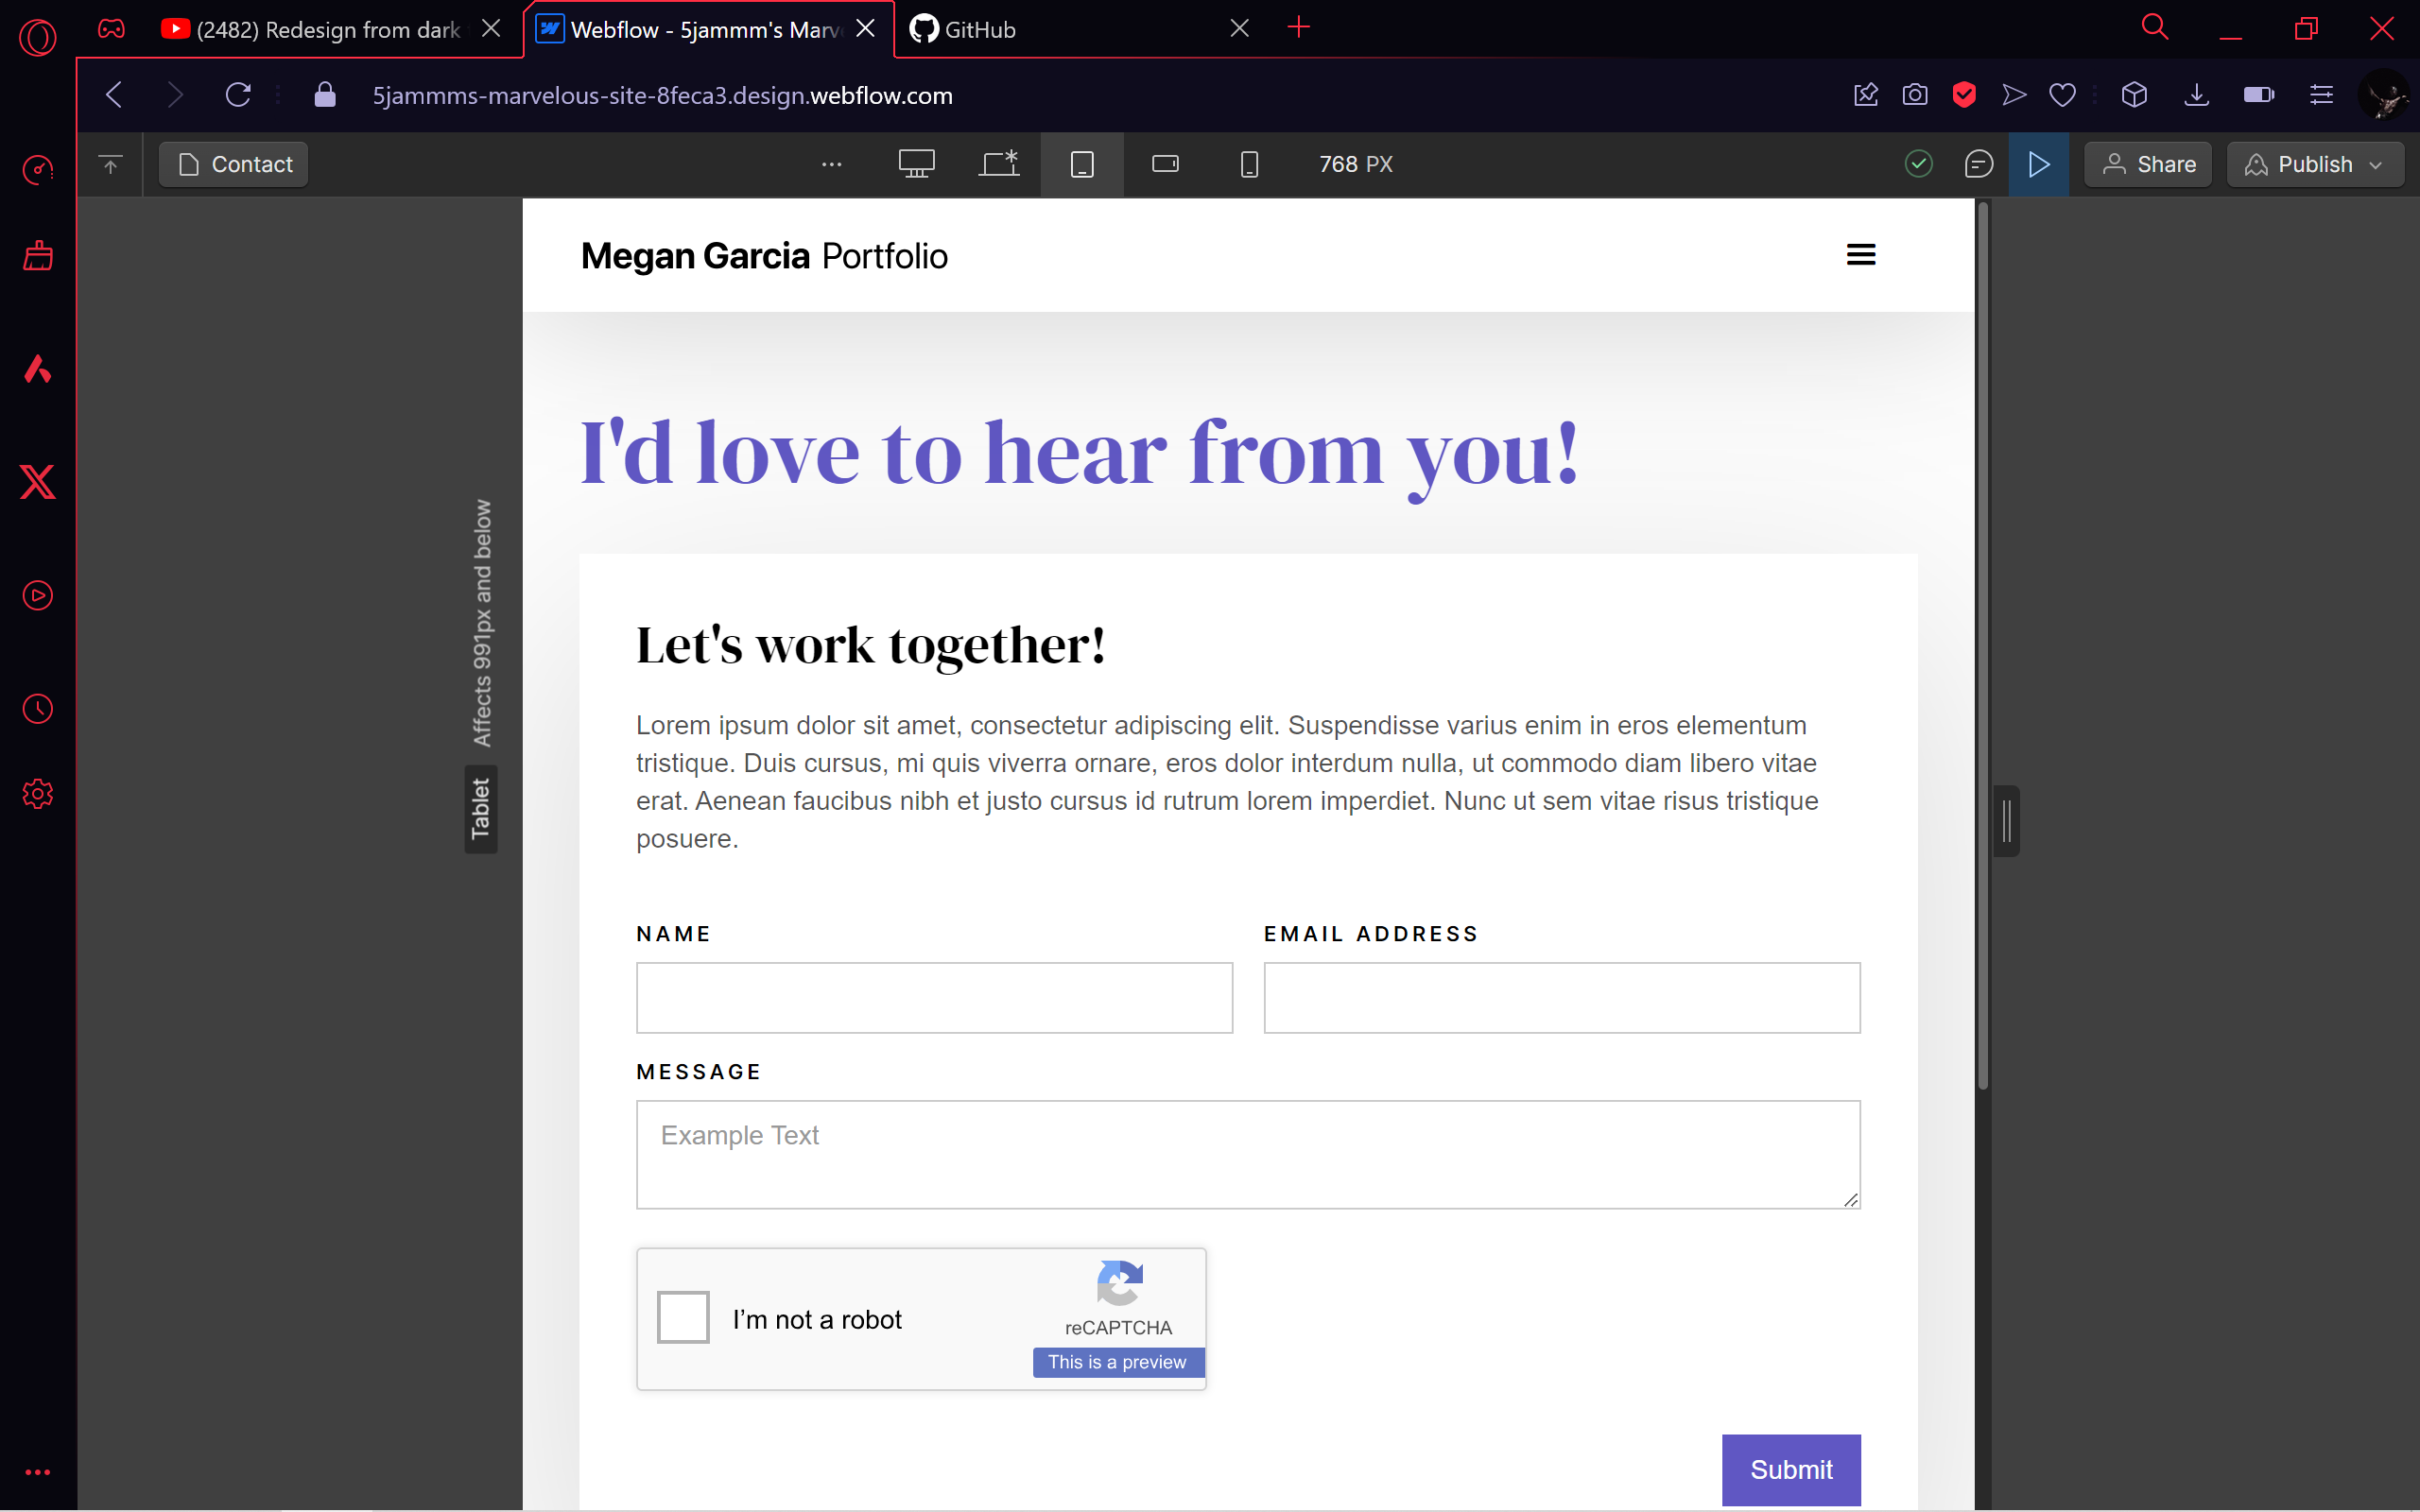 (2482) Redesign from dark
Webflow - 5jammm's Marv
GitHub
5jammms-marvelous-site-8feca3.design.webflow.com
Contact
768 PX
Share
Publish
Megan Garcia Portfolio
I'd love to hear from you!
Affects 991px and below
Tablet
Let's work together!
Lorem ipsum dolor sit amet, consectetur adipiscing elit. Suspendisse varius enim in eros elementum
tristique. Duis cursus, mi quis viverra ornare, eros dolor interdum nulla, ut commodo diam libero vitae
erat. Aenean faucibus nibh et justo cursus id rutrum lorem imperdiet. Nunc ut sem vitae risus tristique
posuere.
NAME
EMAIL ADDRESS
MESSAGE
Example Text
I'm not a robot
reCAPTCHA
This is a preview
Submit